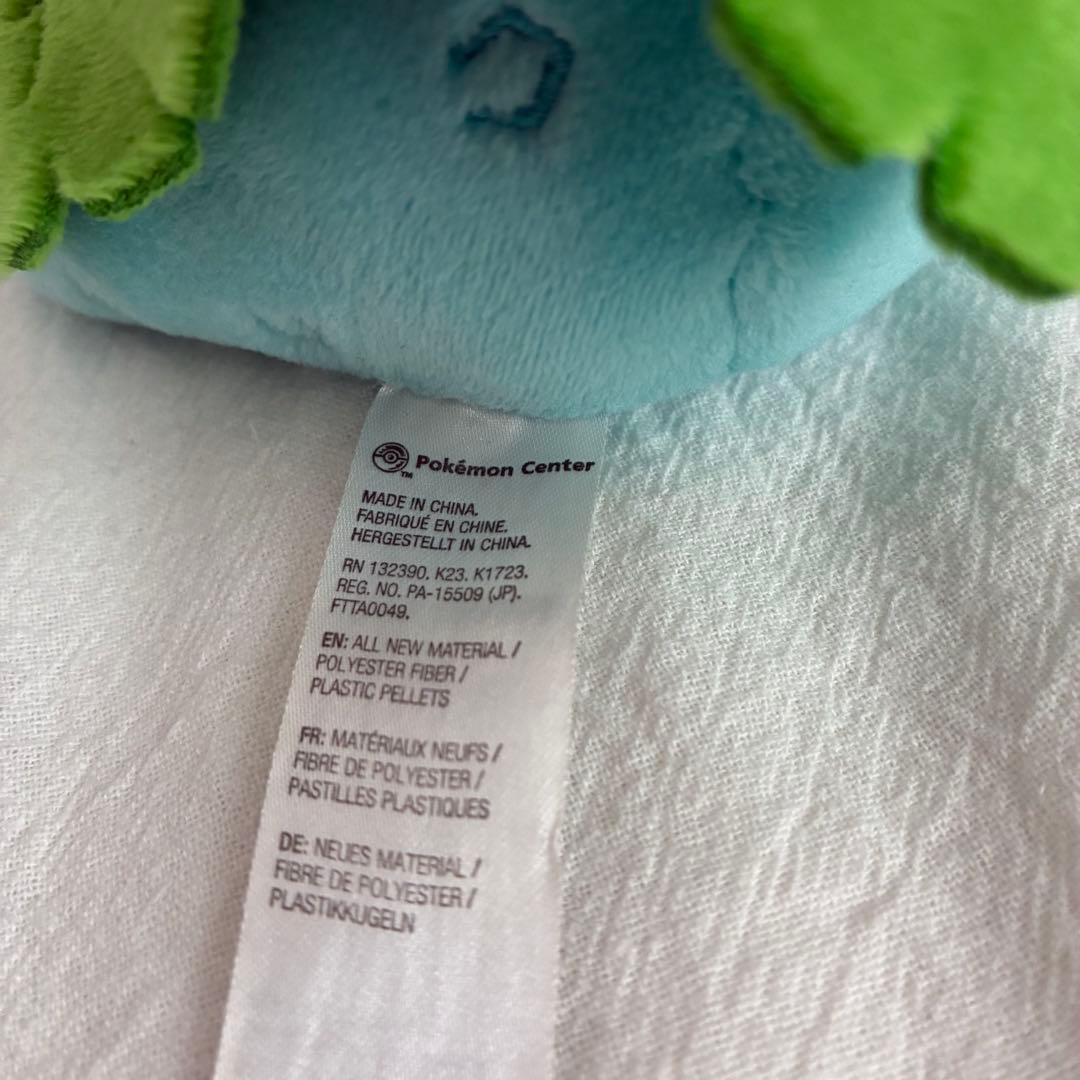 Pokémon Center
TM
MADE IN CHINA.
FABRIQUÉ EN CHINE.
HERGESTELLT IN CHINA.
RN 132390. K23. K1723.
REG. NO. PA-15509 (JP).
FTTA0049.
EN: ALL NEW MATERIAL /
POLYESTER FIBER /
PLASTIC PELLETS
FR: MATÉRIAUX NEUFS /
FIBRE DE POLYESTER /
PASTILLES PLASTIQUES
DE: NEUES MATERIAL /
FIBRE DE POLYESTER /
PLASTIKKUGELN